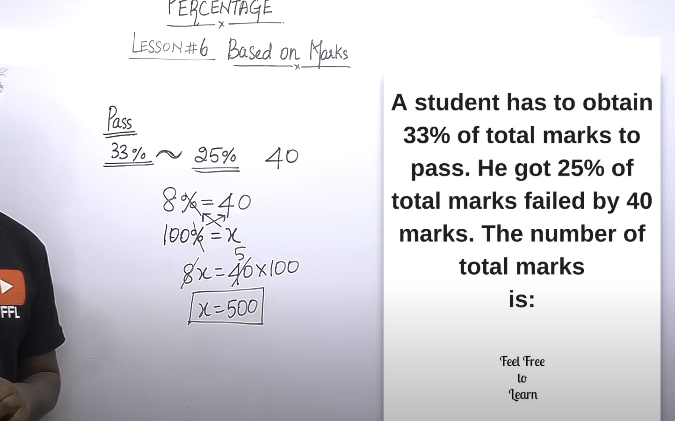 PERCENTAGE
LESSON#6 Based on Marks
Pass
33% ~ 25% 40
8% = 40
100% = x
5
8x = 40x100
x = 500
FFL
A student has to obtain
33% of total marks to
pass. He got 25% of
total marks failed by 40
marks. The number of
total marks
is:
Feel Free
to
Learn